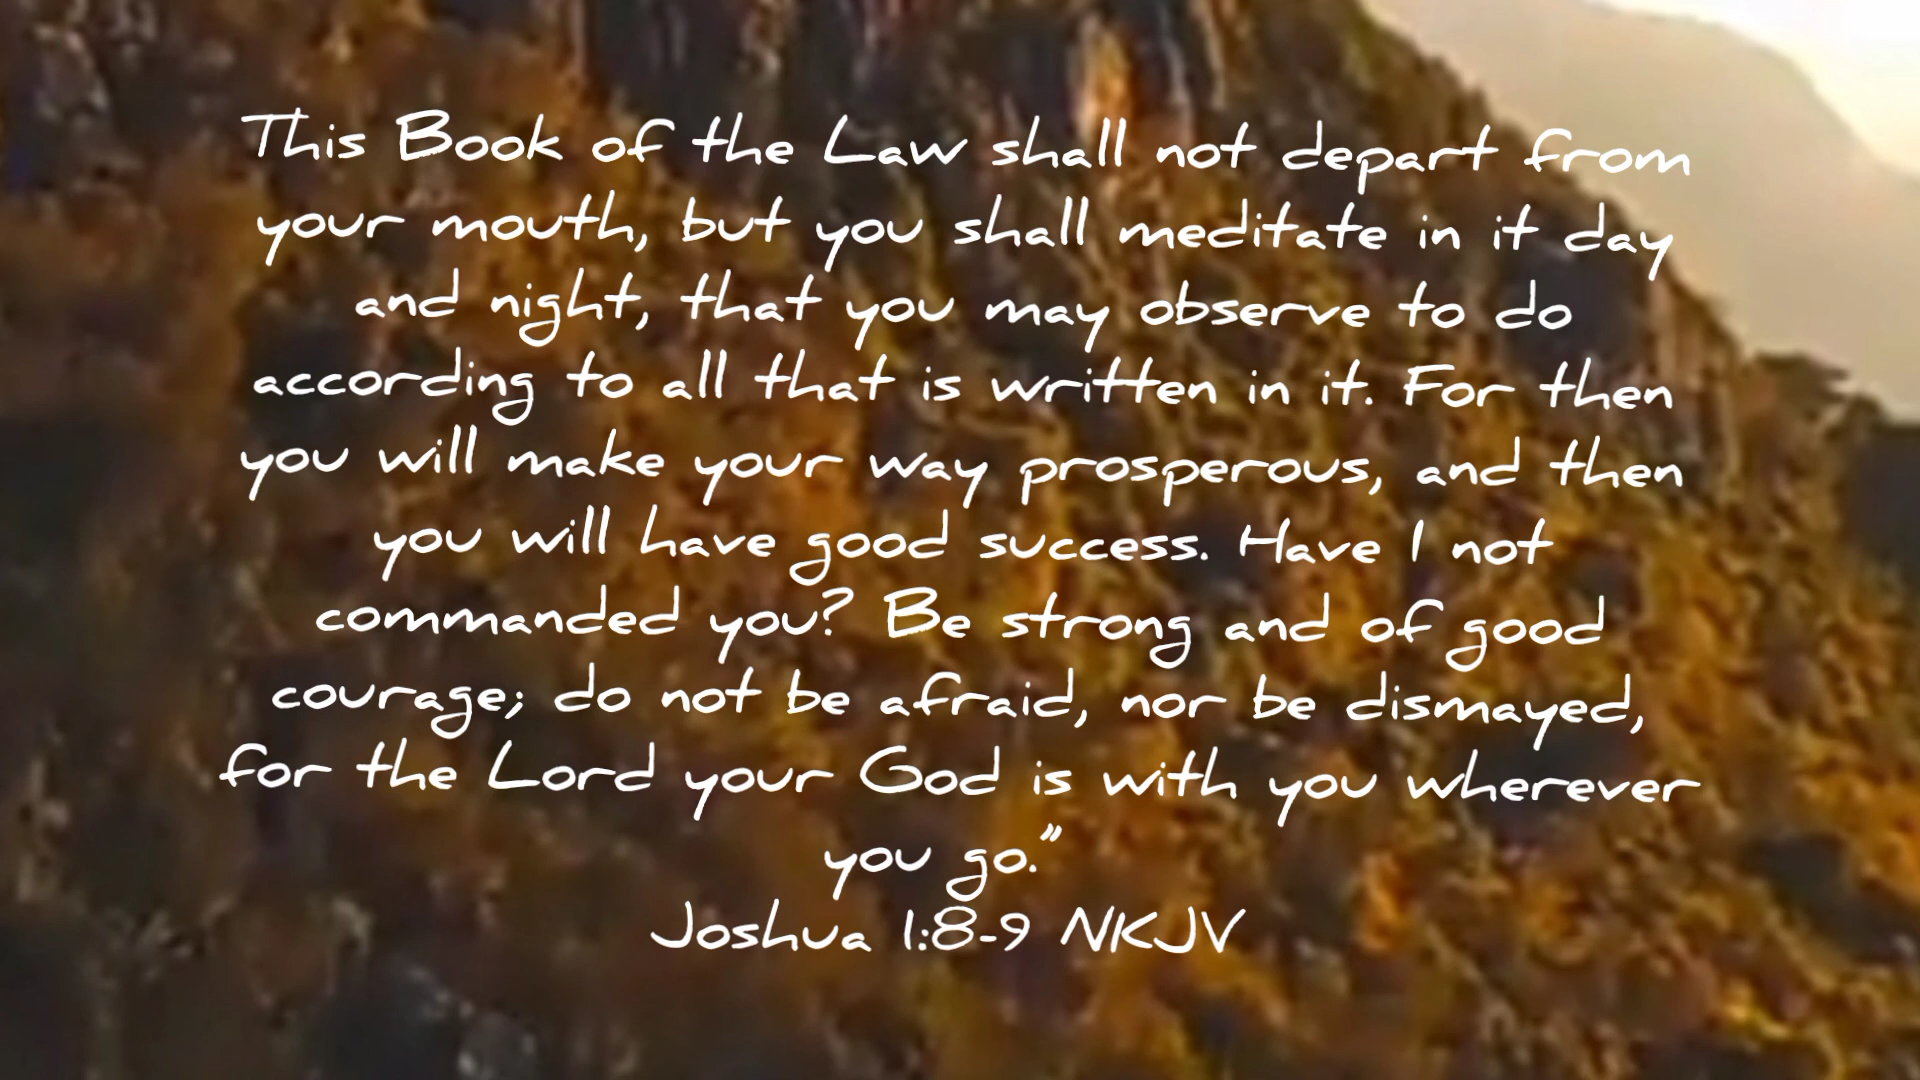 This Book of the Law shall not depart from
your mouth, but you shall meditate in it day
and night, that you may observe to do
according to all that is written in it. For then
you will make your way prosperous, and then
you will have good success. Have I not
commanded you? Be strong and of good
courage; do not be afraid, nor be dismayed,
for the Lord your God is with you wherever
you go.”
Joshua 1:8-9 NKJV